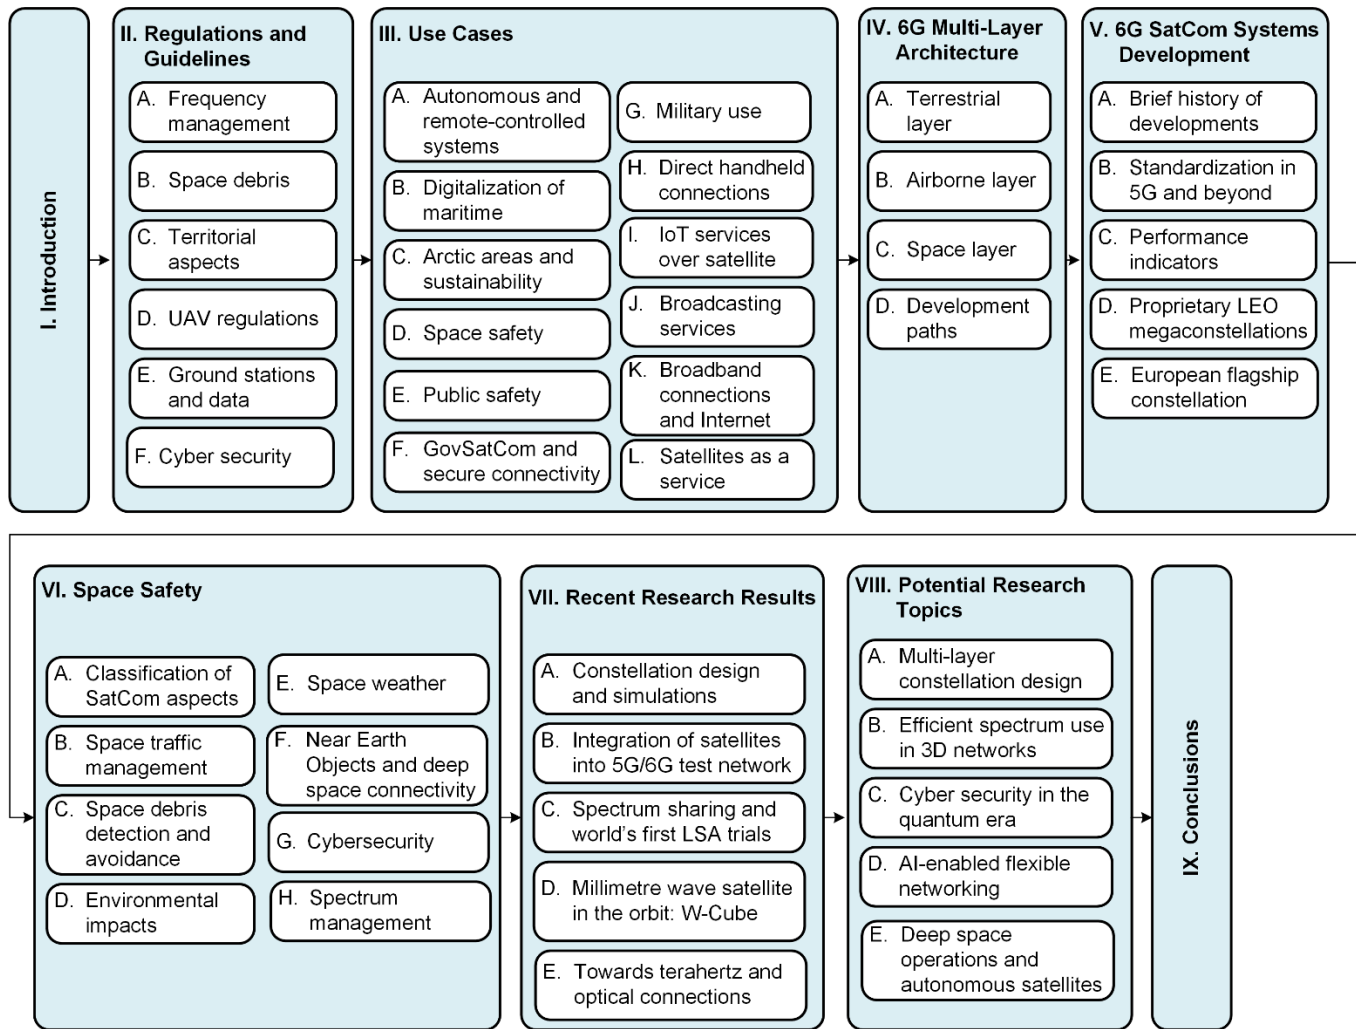 I. Introduction
II. Regulations and
Guidelines
A. Frequency
management
B. Space debris
C. Territorial
aspects
D. UAV regulations
E. Ground stations
and data
F. Cyber security
III. Use Cases
A. Autonomous and
remote-controlled
systems
B. Digitalization of
maritime
C. Arctic areas and
sustainability
D. Space safety
E. Public safety
F. GovSatCom and
secure connectivity
G. Military use
H. Direct handheld
connections
I. IoT services
over satellite
J. Broadcasting
services
K. Broadband
connections
and Internet
L. Satellites as a
service
IV. 6G Multi-Layer
Architecture
A. Terrestrial
layer
B. Airborne layer
C. Space layer
D. Development
paths
V. 6G SatCom Systems
Development
A. Brief history of
developments
B. Standardization in
5G and beyond
C. Performance
indicators
D. Proprietary LEO
megaconstellations
E. European flagship
constellation
VI. Space Safety
A. Classification of
SatCom aspects
B. Space traffic
management
C. Space debris
detection and
avoidance
D. Environmental
impacts
E. Space weather
F. Near Earth
Objects and deep
space connectivity
G. Cybersecurity
H. Spectrum
management
VII. Recent Research Results
A. Constellation design
and simulations
B. Integration of satellites
into 5G/6G test network
C. Spectrum sharing and
world's first LSA trials
D. Millimetre wave satellite
in the orbit: W-Cube
E. Towards terahertz and
optical connections
VIII. Potential Research
Topics
A. Multi-layer
constellation design
B. Efficient spectrum use
in 3D networks
C. Cyber security in the
quantum era
D. AI-enabled flexible
networking
E. Deep space
operations and
autonomous satellites
IX. Conclusions